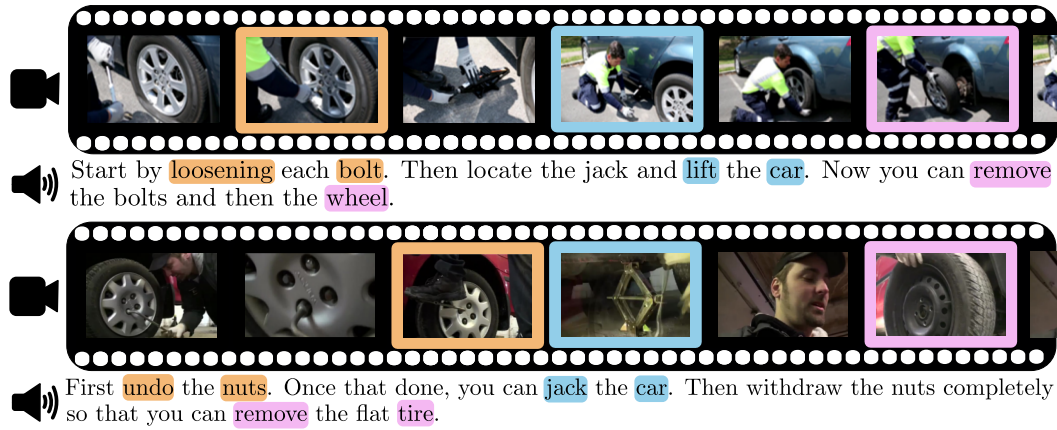 Start by loosening each bolt. Then locate the jack and lift the car. Now you can remove
the bolts and then the wheel.
First undo the nuts. Once that done, you can jack the car. Then withdraw the nuts completely
so that you can remove the flat tire.